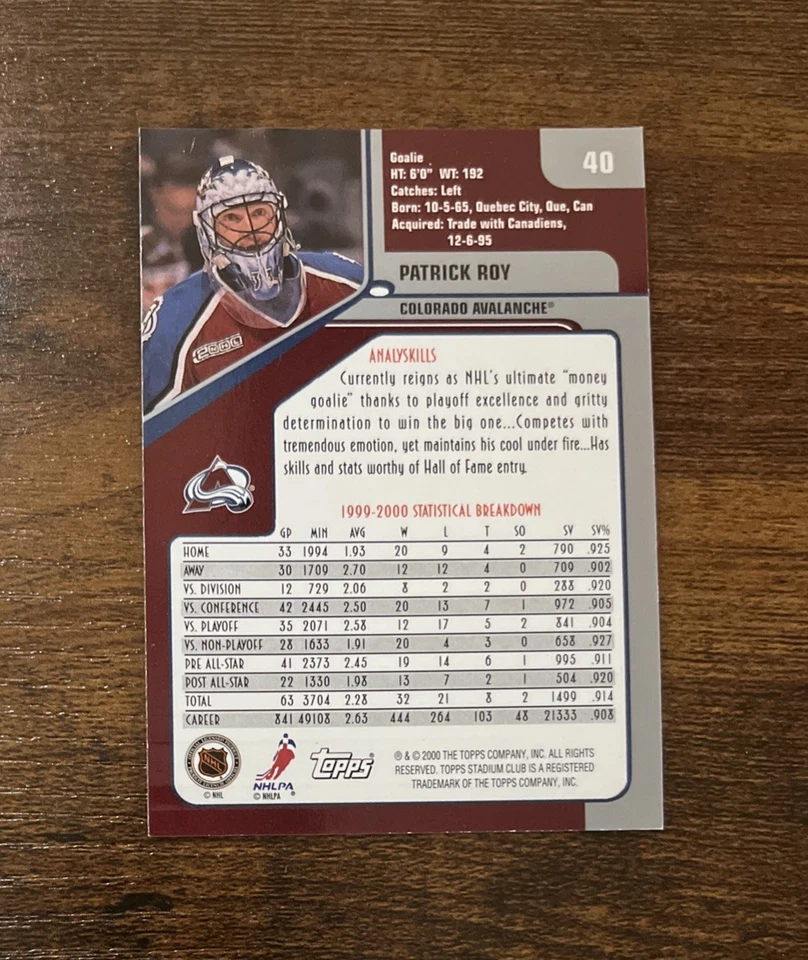 Goalie
HT: 6'0" WT: 192
Catches: Left
Born: 10-5-65, Quebec City, Que, Can
Acquired: Trade with Canadiens,
12-6-95
40
PATRICK ROY
COLORADO AVALANCHE®
2000
ANALYSKILLS
Currently reigns as NHL's ultimate "money
goalie" thanks to playoff excellence and gritty
determination to win the big one...Competes with
tremendous emotion, yet maintains his cool under fire...Has
skills and stats worthy of Hall of Fame entry.
1999-2000 STATISTICAL BREAKDOWN
GP MIN AVG W L T SO SV SV%
HOME 33 1994 1.93 20 9 4 2 790 .925
AWAY 30 1709 2.70 12 12 4 0 709 .902
VS. DIVISION 12 729 2.06 8 2 2 0 288 .920
VS. CONFERENCE 42 2445 2.50 20 13 7 1 972 .905
VS. PLAYOFF 35 2071 2.58 12 17 5 2 841 .904
VS. NON-PLAYOFF 28 1633 1.91 20 4 3 0 658 .927
PRE ALL-STAR 41 2373 2.45 19 14 6 1 995 .911
POST ALL-STAR 22 1330 1.98 13 7 2 1 504 .920
TOTAL 63 3704 2.28 32 21 8 2 1499 .914
CAREER 841 49108 2.63 444 264 103 48 21333 .908
NHL
© NHL
NHLPA
© NHLPA
Topps
® & © 2000 THE TOPPS COMPANY, INC. ALL RIGHTS
RESERVED. TOPPS STADIUM CLUB IS A REGISTERED
TRADEMARK OF THE TOPPS COMPANY, INC.